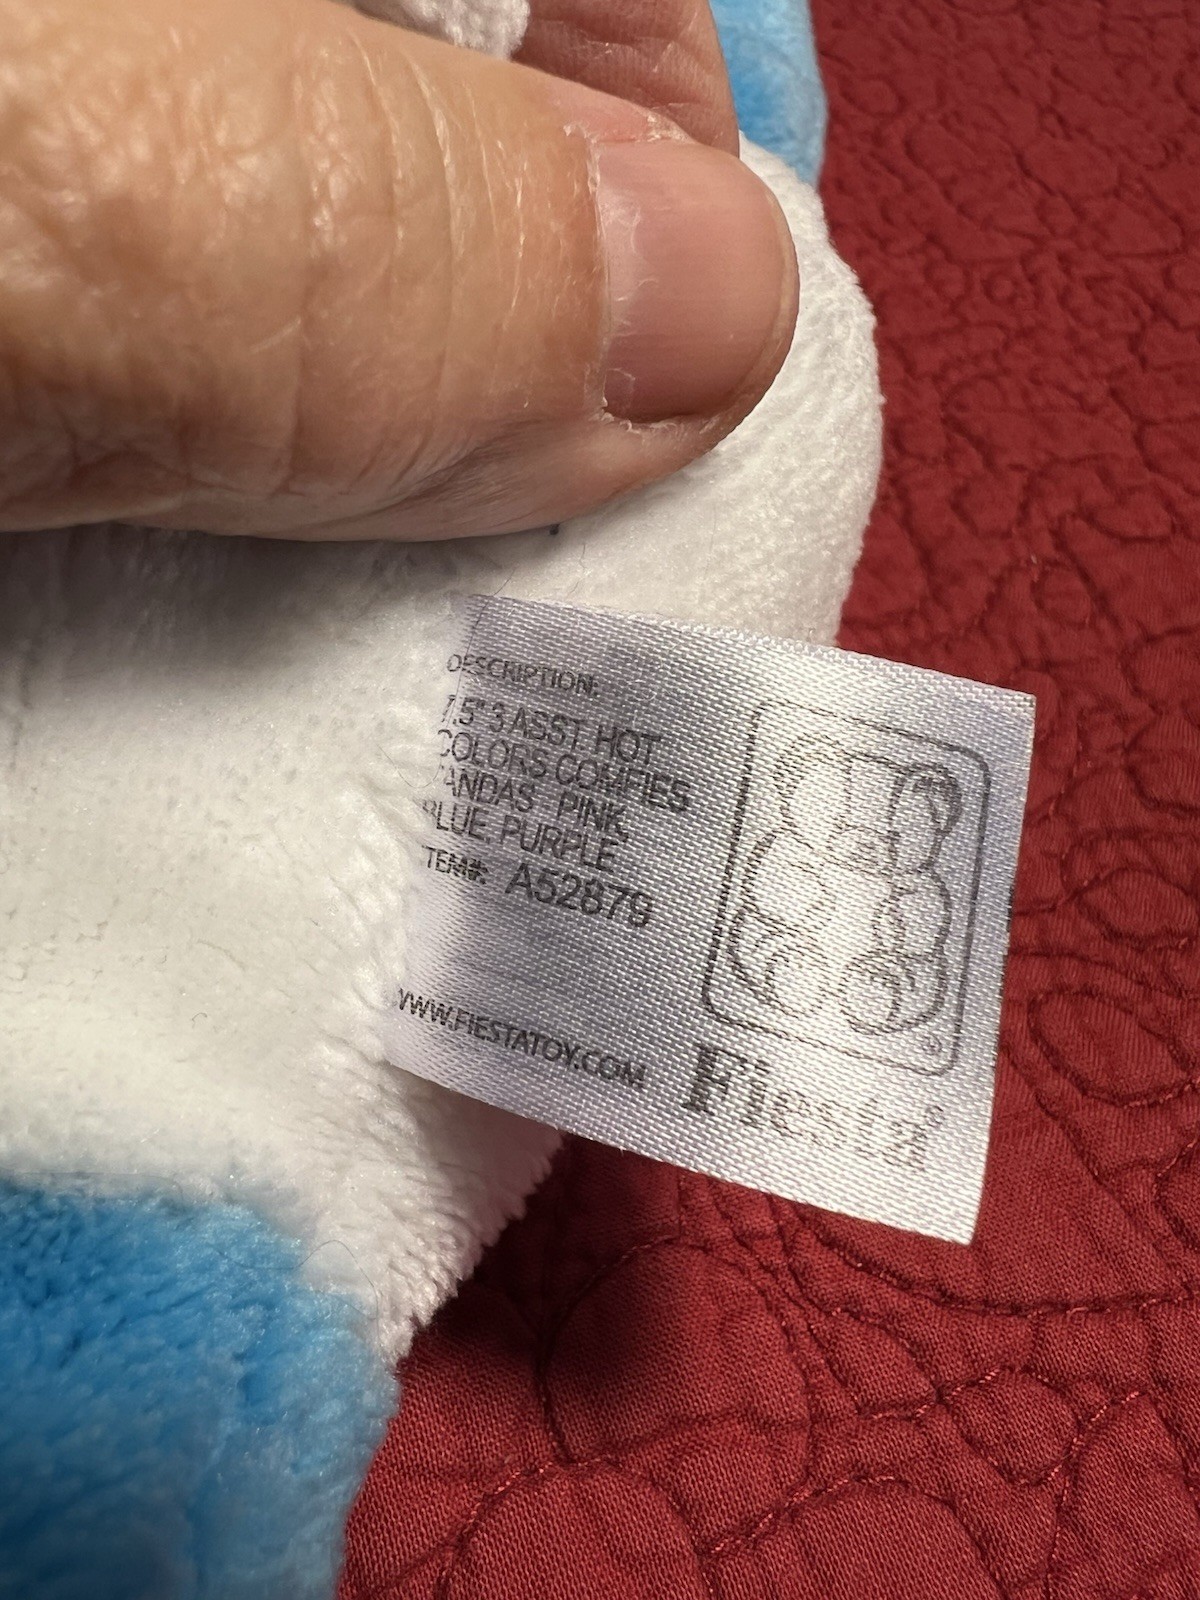 DESCRIPTION:
7.5" 3 ASST. HOT
COLORS COMFIES
PANDAS PINK,
BLUE, PURPLE
ITEM#: A52879
WWW.FIESTATOY.COM
Fiesta
®